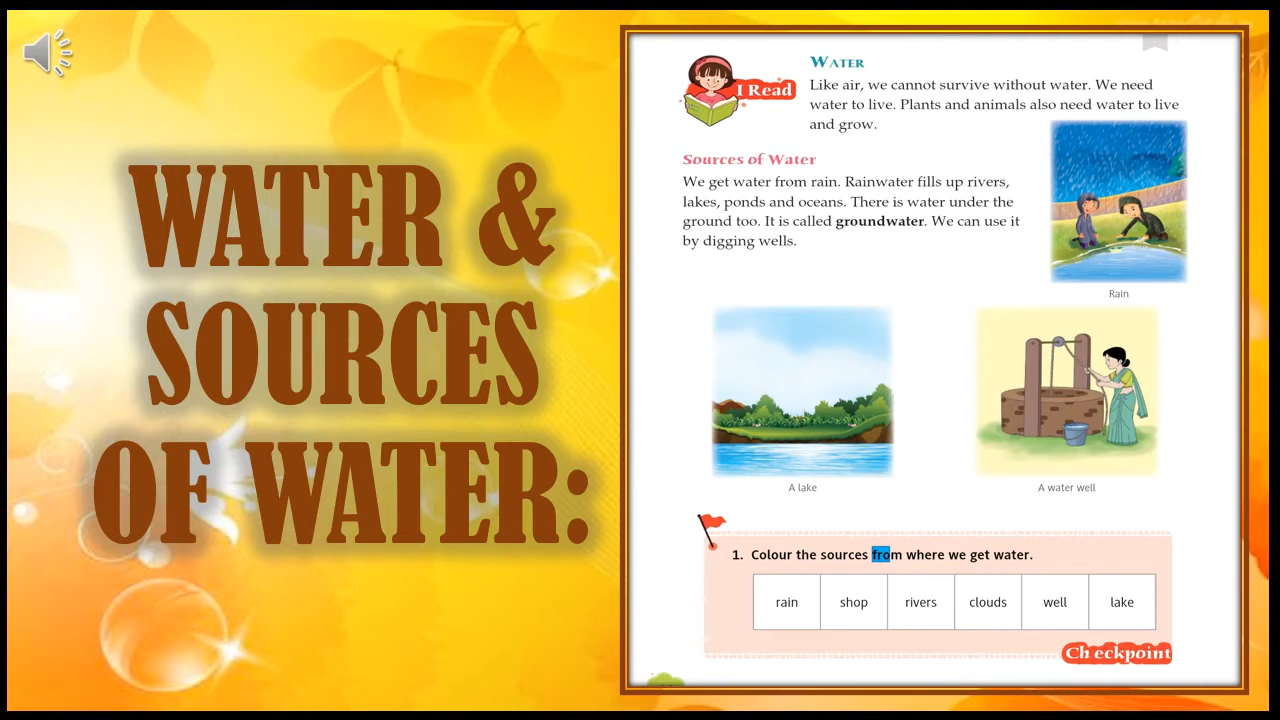 WATER &
SOURCES
OF WATER:
I Read
WATER
Like air, we cannot survive without water. We need
water to live. Plants and animals also need water to live
and grow.
Sources of Water
We get water from rain. Rainwater fills up rivers,
lakes, ponds and oceans. There is water under the
ground too. It is called groundwater. We can use it
by digging wells.
Rain
A lake
A water well
1. Colour the sources from where we get water.
rain shop rivers clouds well lake
Checkpoint